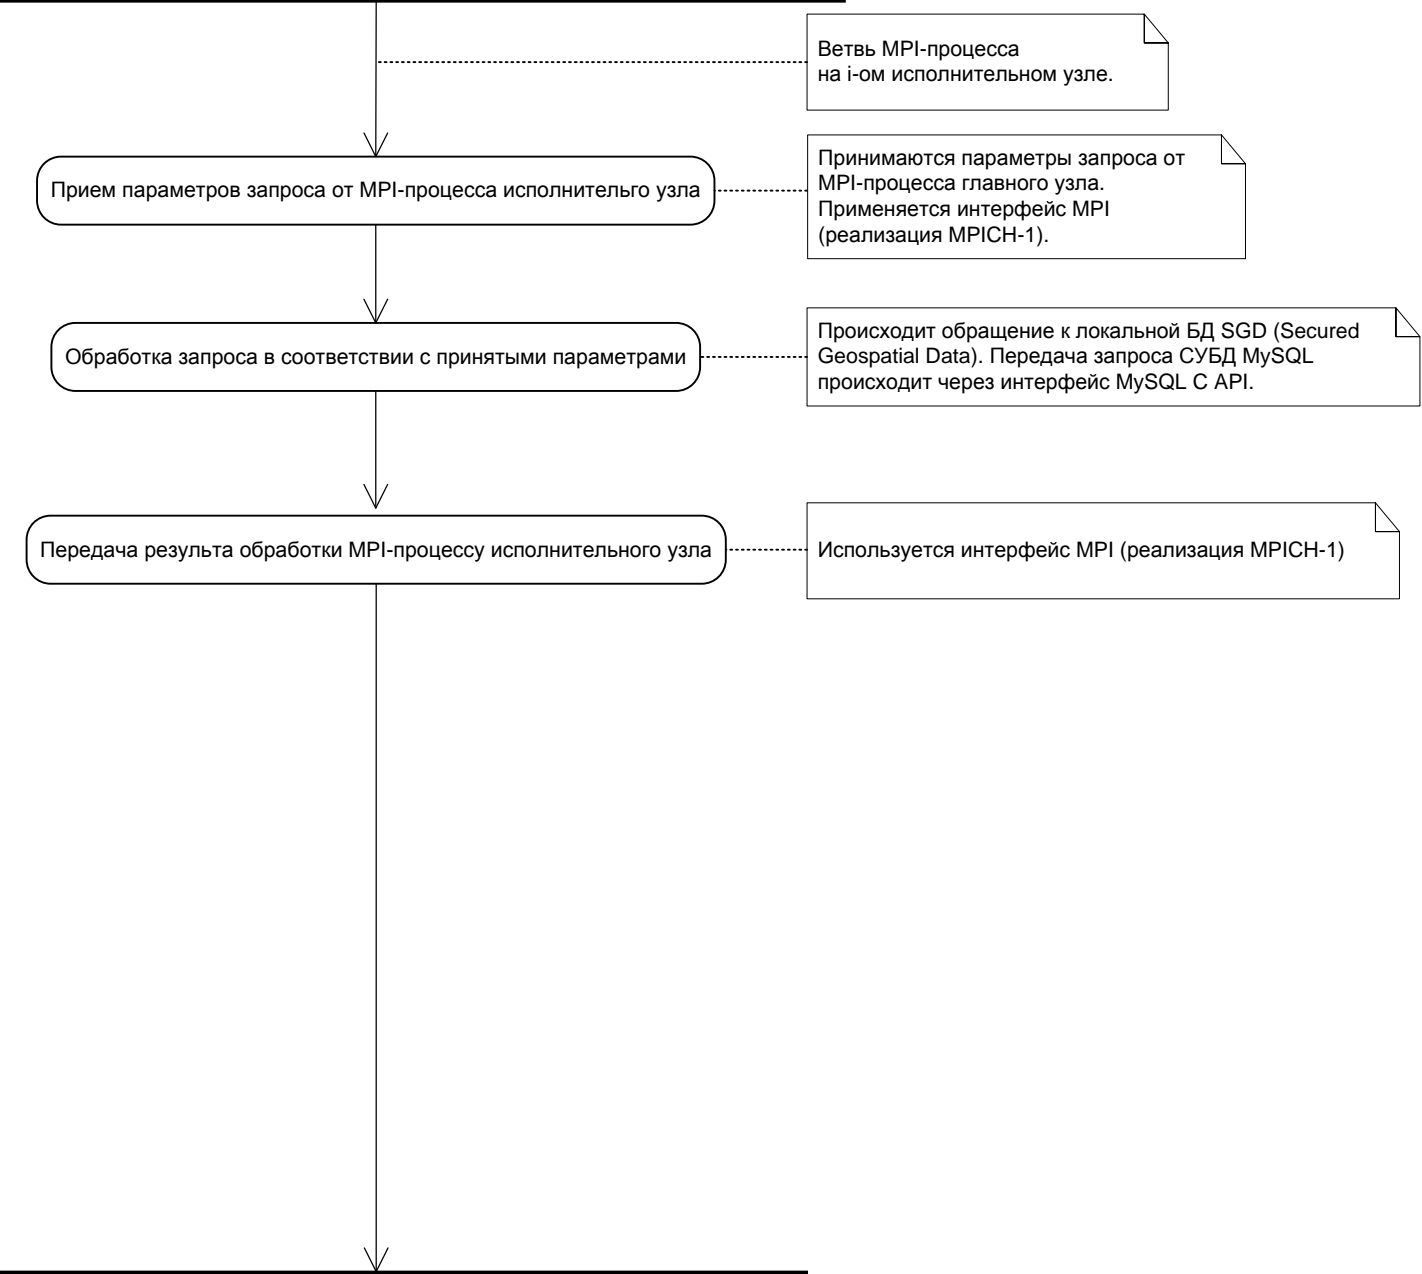 Ветвь MPI-процесса
на i-ом исполнительном узле.
Прием параметров запроса от MPI-процесса исполнительго узла
Принимаются параметры запроса от
MPI-процесса главного узла.
Применяется интерфейс MPI
(реализация MPICH-1).
Обработка запроса в соответствии с принятыми параметрами
Происходит обращение к локальной БД SGD (Secured
Geospatial Data). Передача запроса СУБД MySQL
происходит через интерфейс MySQL C API.
Передача результа обработки MPI-процессу исполнительного узла
Используется интерфейс MPI (реализация MPICH-1)